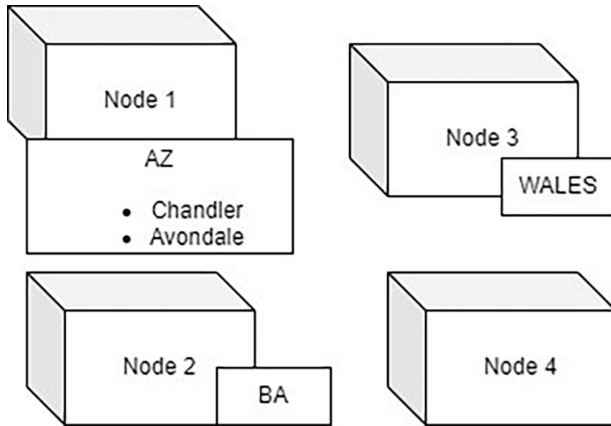 Node 1
AZ
• Chandler
• Avondale
Node 3
WALES
Node 2
BA
Node 4